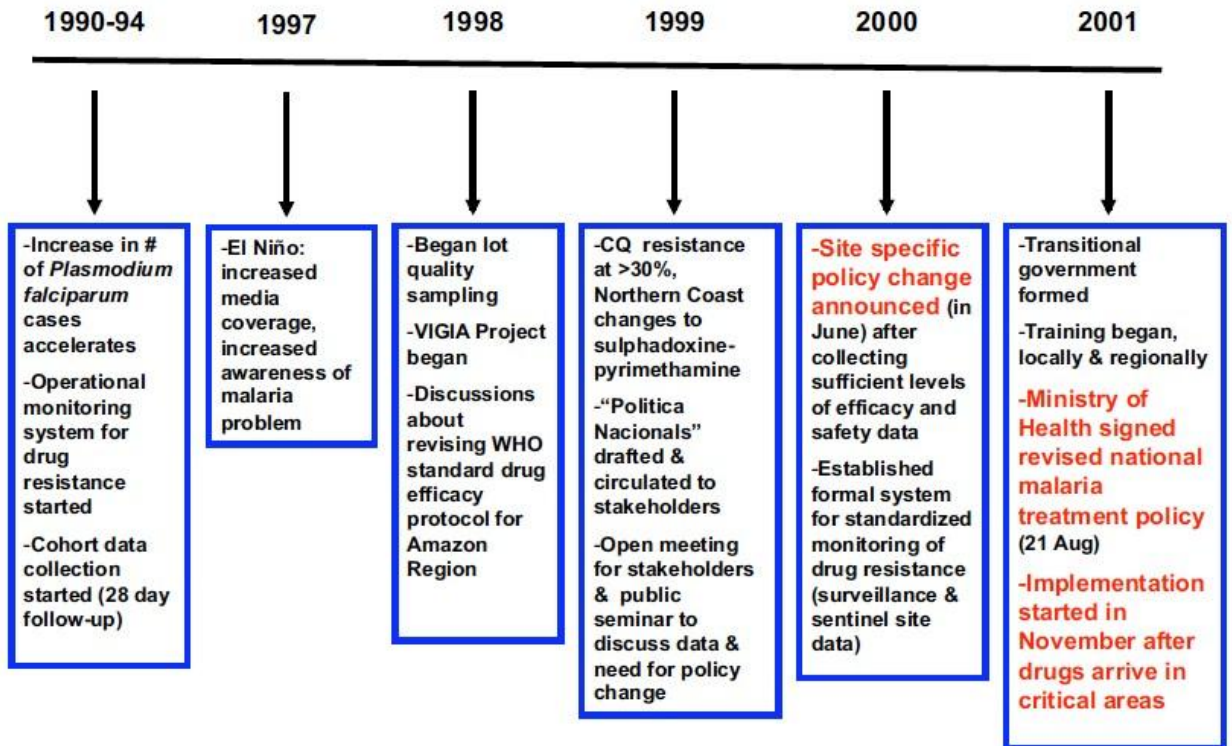 1990-94
1997
1998
1999
2000
2001
-Increase in #
of Plasmodium
falciparum
cases
accelerates
-Operational
monitoring
system for
drug
resistance
started
-Cohort data
collection
started (28 day
follow-up)
-El Niño:
increased
media
coverage,
increased
awareness of
malaria
problem
-Began lot
quality
sampling
-VIGIA Project
began
-Discussions
about
revising WHO
standard drug
efficacy
protocol for
Amazon
Region
-CQ resistance
at >30%,
Northern Coast
changes to
sulphadoxine-
pyrimethamine
-“Politica
Nacionals”
drafted &
circulated to
stakeholders
-Open meeting
for stakeholders
& public
seminar to
discuss data &
need for policy
change
-Site specific
policy change
announced (in
June) after
collecting
sufficient levels
of efficacy and
safety data
-Established
formal system
for standardized
monitoring of
drug resistance
(surveillance &
sentinel site
data)
-Transitional
government
formed
-Training began,
locally & regionally
-Ministry of
Health signed
revised national
malaria
treatment policy
(21 Aug)
-Implementation
started in
November after
drugs arrive in
critical areas